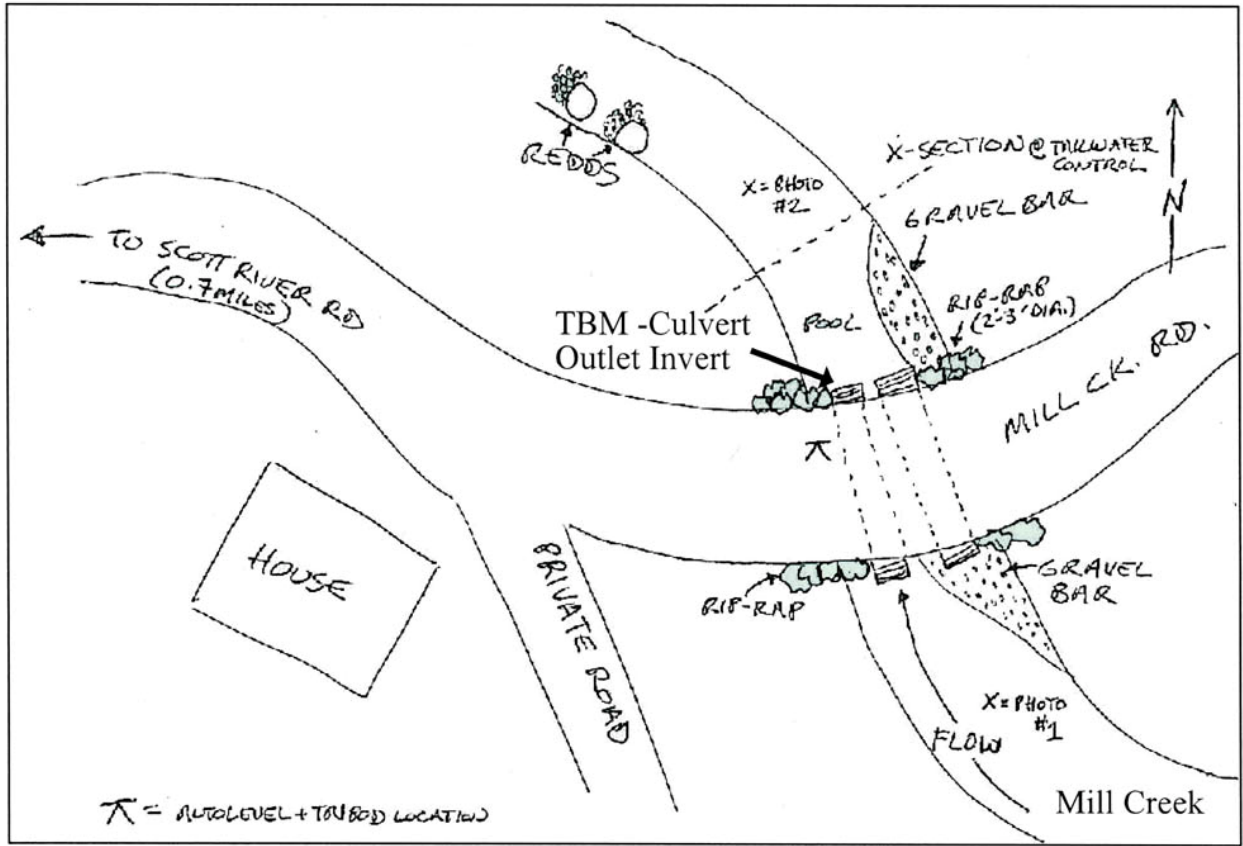 REDDS
X-SECTION @ TAILWATER
CONTROL
X = PHOTO
#2
GRAVEL BAR
N
TO SCOTT RIVER RD
(0.7 MILES)
RIP-RAP
(2'-3' DIA.)
POOL
TBM -Culvert
Outlet Invert
MILL CK. RD.
HOUSE
PRIVATE ROAD
RIP-RAP
GRAVEL
BAR
X = PHOTO
#1
FLOW
Mill Creek
= AUTOLEVEL + TRIPOD LOCATION